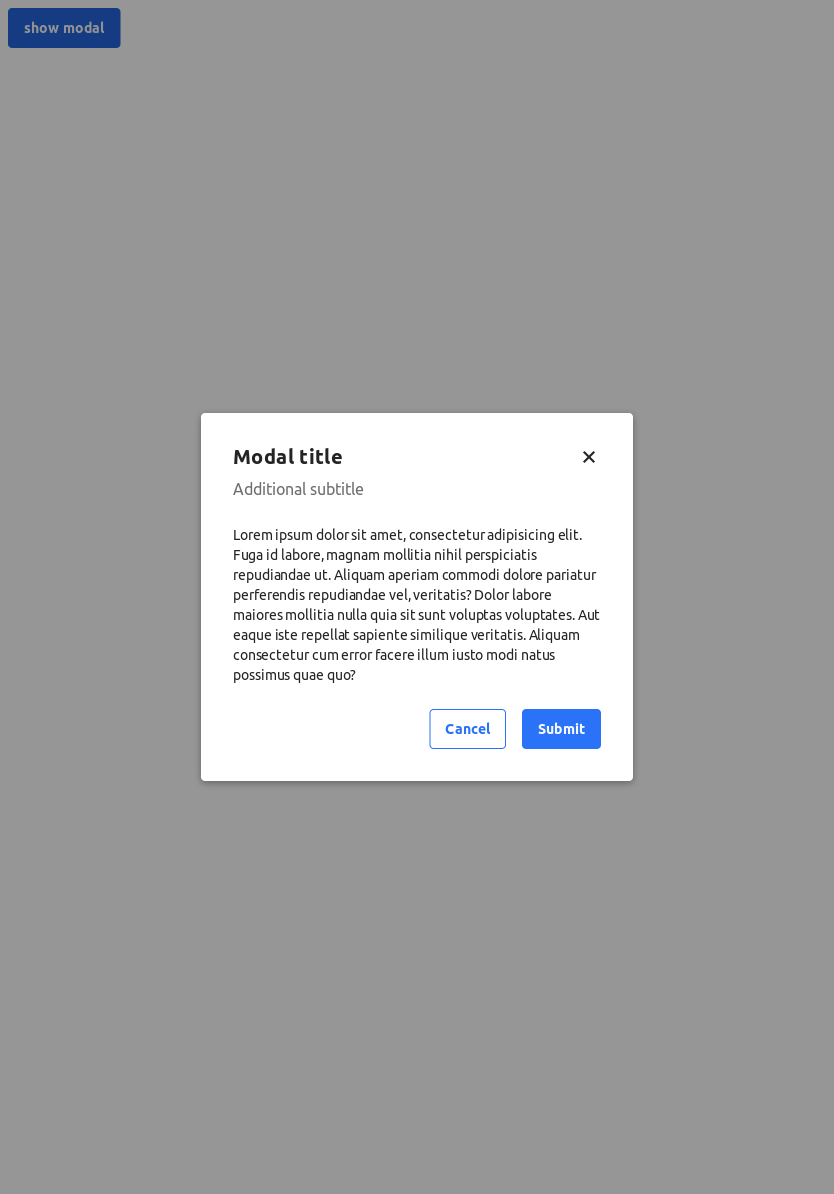 show modal
Modal title
Additional subtitle
Lorem ipsum dolor sit amet, consectetur adipisicing elit.
Fuga id labore, magnam mollitia nihil perspiciatis
repudiandae ut. Aliquam aperiam commodi dolore pariatur
perferendis repudiandae vel, veritatis? Dolor labore
maiores mollitia nulla quia sit sunt voluptas voluptates. Aut
eaque iste repellat sapiente similique veritatis. Aliquam
consectetur cum error facere illum iusto modi natus
possimus quae quo?
Cancel Submit